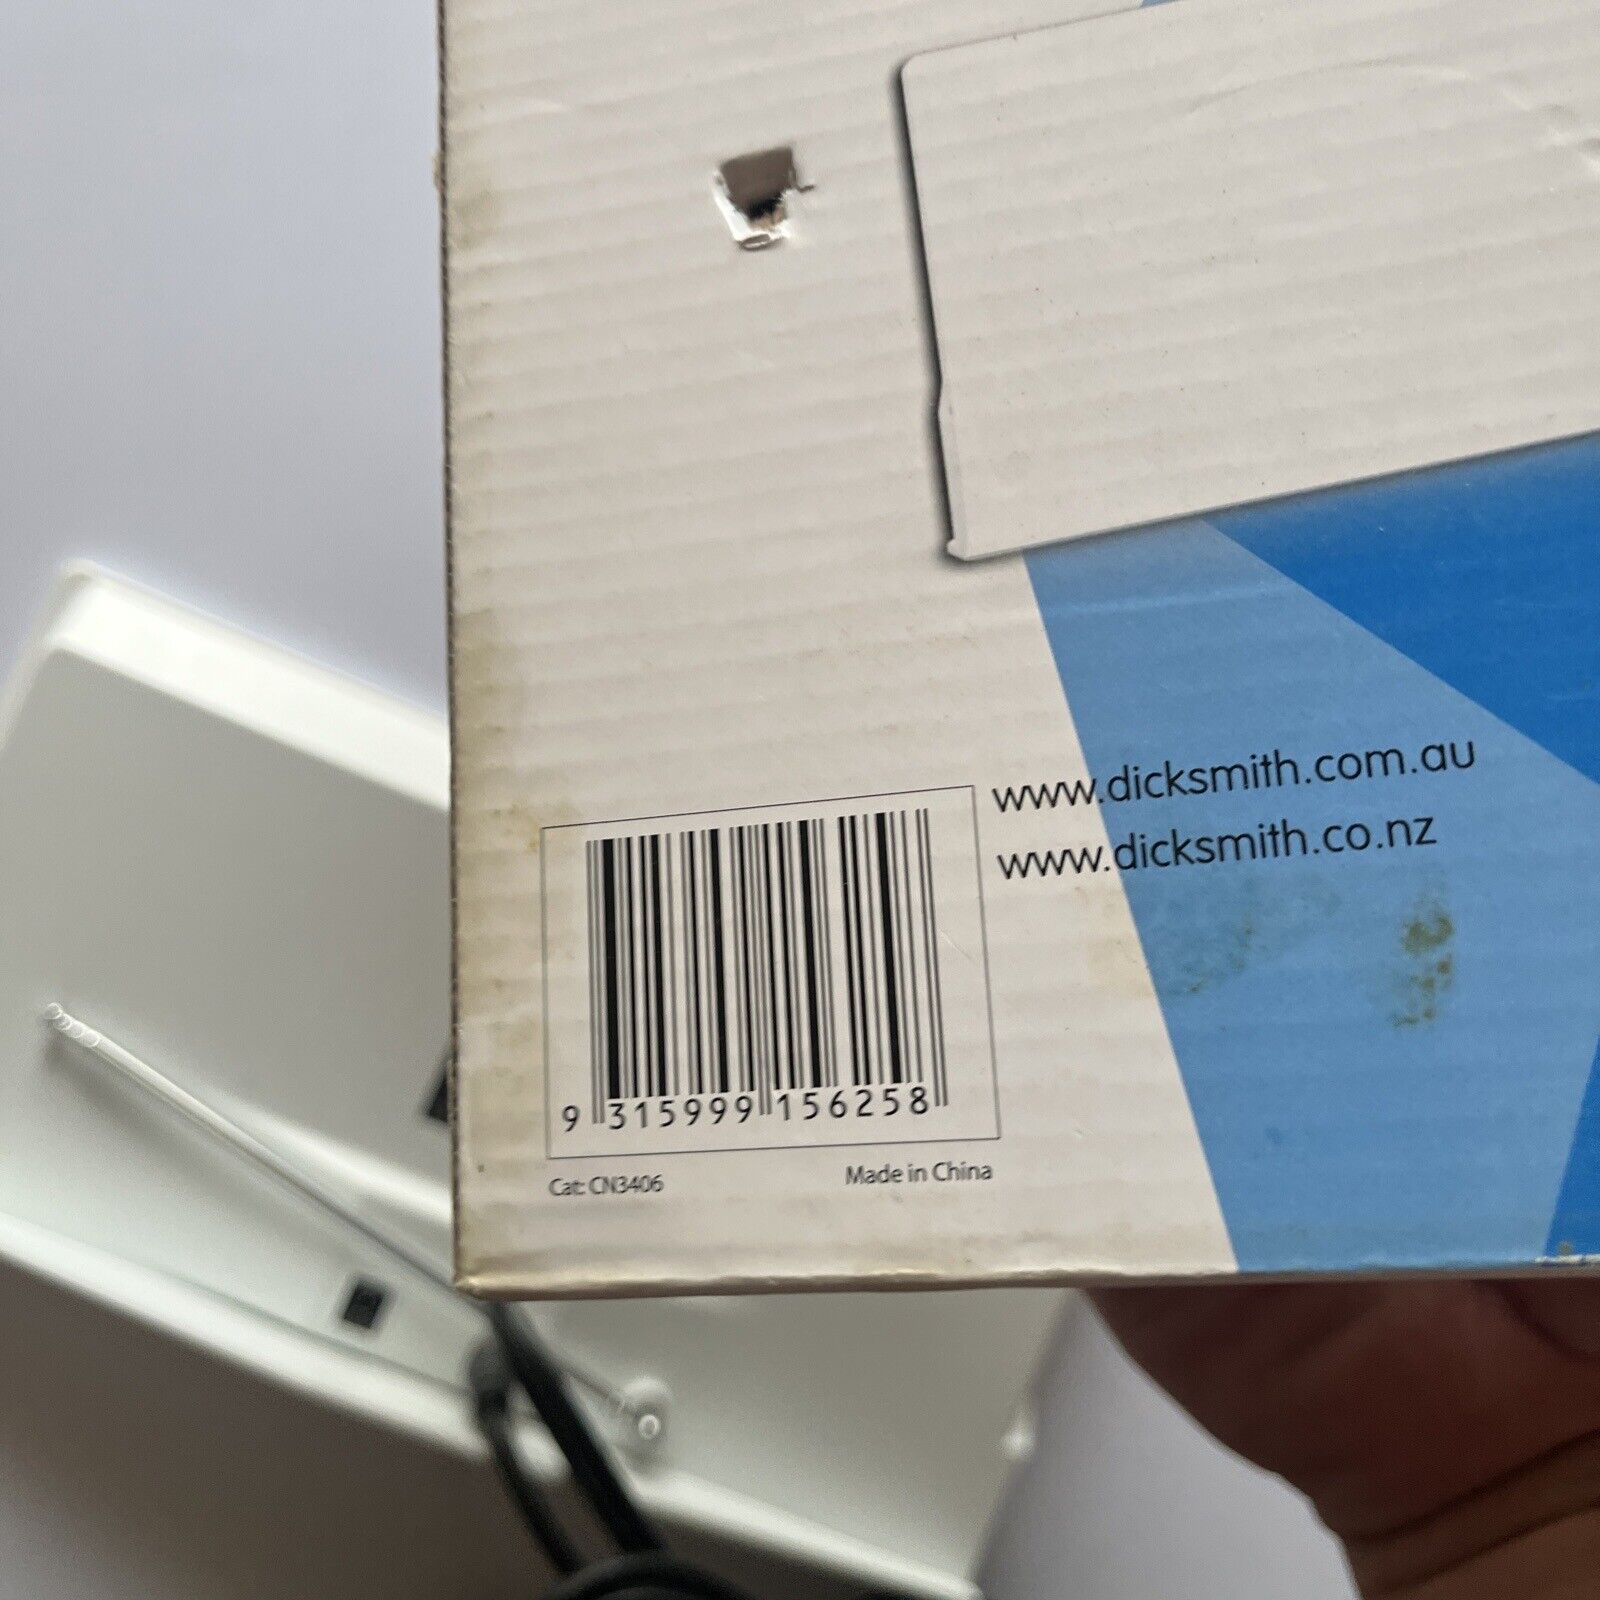 www.dicksmith.com.au
www.dicksmith.co.nz
9 315999 156258
Cat: CN3406
Made in China